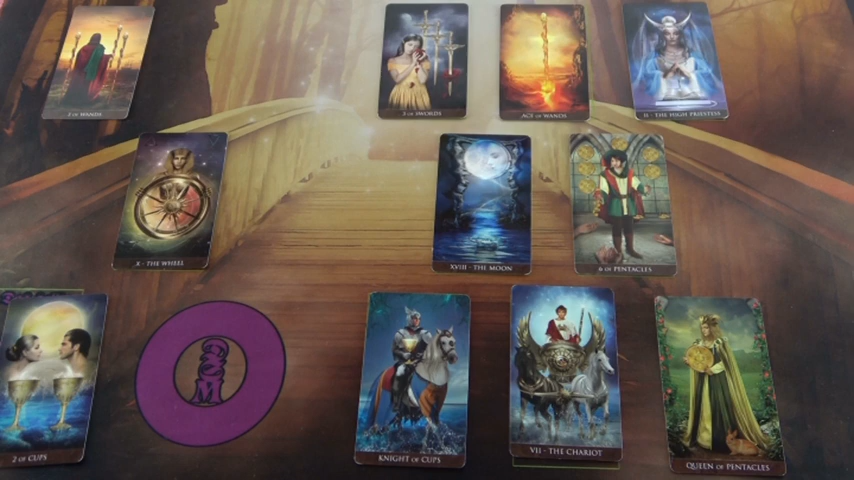 3 OF WANDS
3 OF SWORDS
ACE OF WANDS
II - THE HIGH PRIESTESS
X - THE WHEEL
XVIII - THE MOON
6 OF PENTACLES
2 OF CUPS
KNIGHT OF CUPS
VII - THE CHARIOT
QUEEN OF PENTACLES